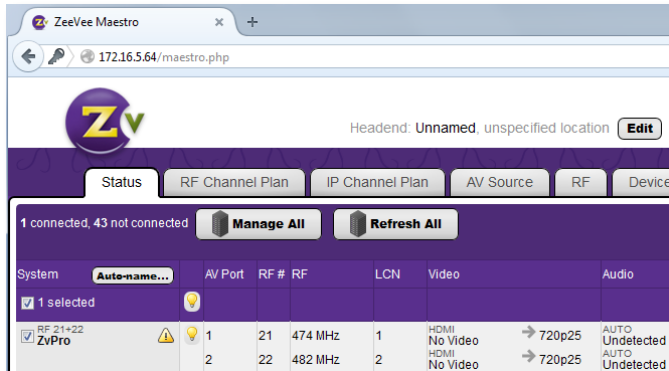 ZeeVee Maestro
172.16.5.64/maestro.php
Zv
Headend: Unnamed, unspecified location Edit
Status RF Channel Plan IP Channel Plan AV Source RF Device
1 connected, 43 not connected Manage All Refresh All
System Auto-name... AV Port RF # RF LCN Video Audio
1 selected
RF 21+22 HDMI AUTO
ZvPro 1 21 474 MHz 1 No Video 720p25 Undetected
HDMI AUTO
2 22 482 MHz 2 No Video 720p25 Undetected